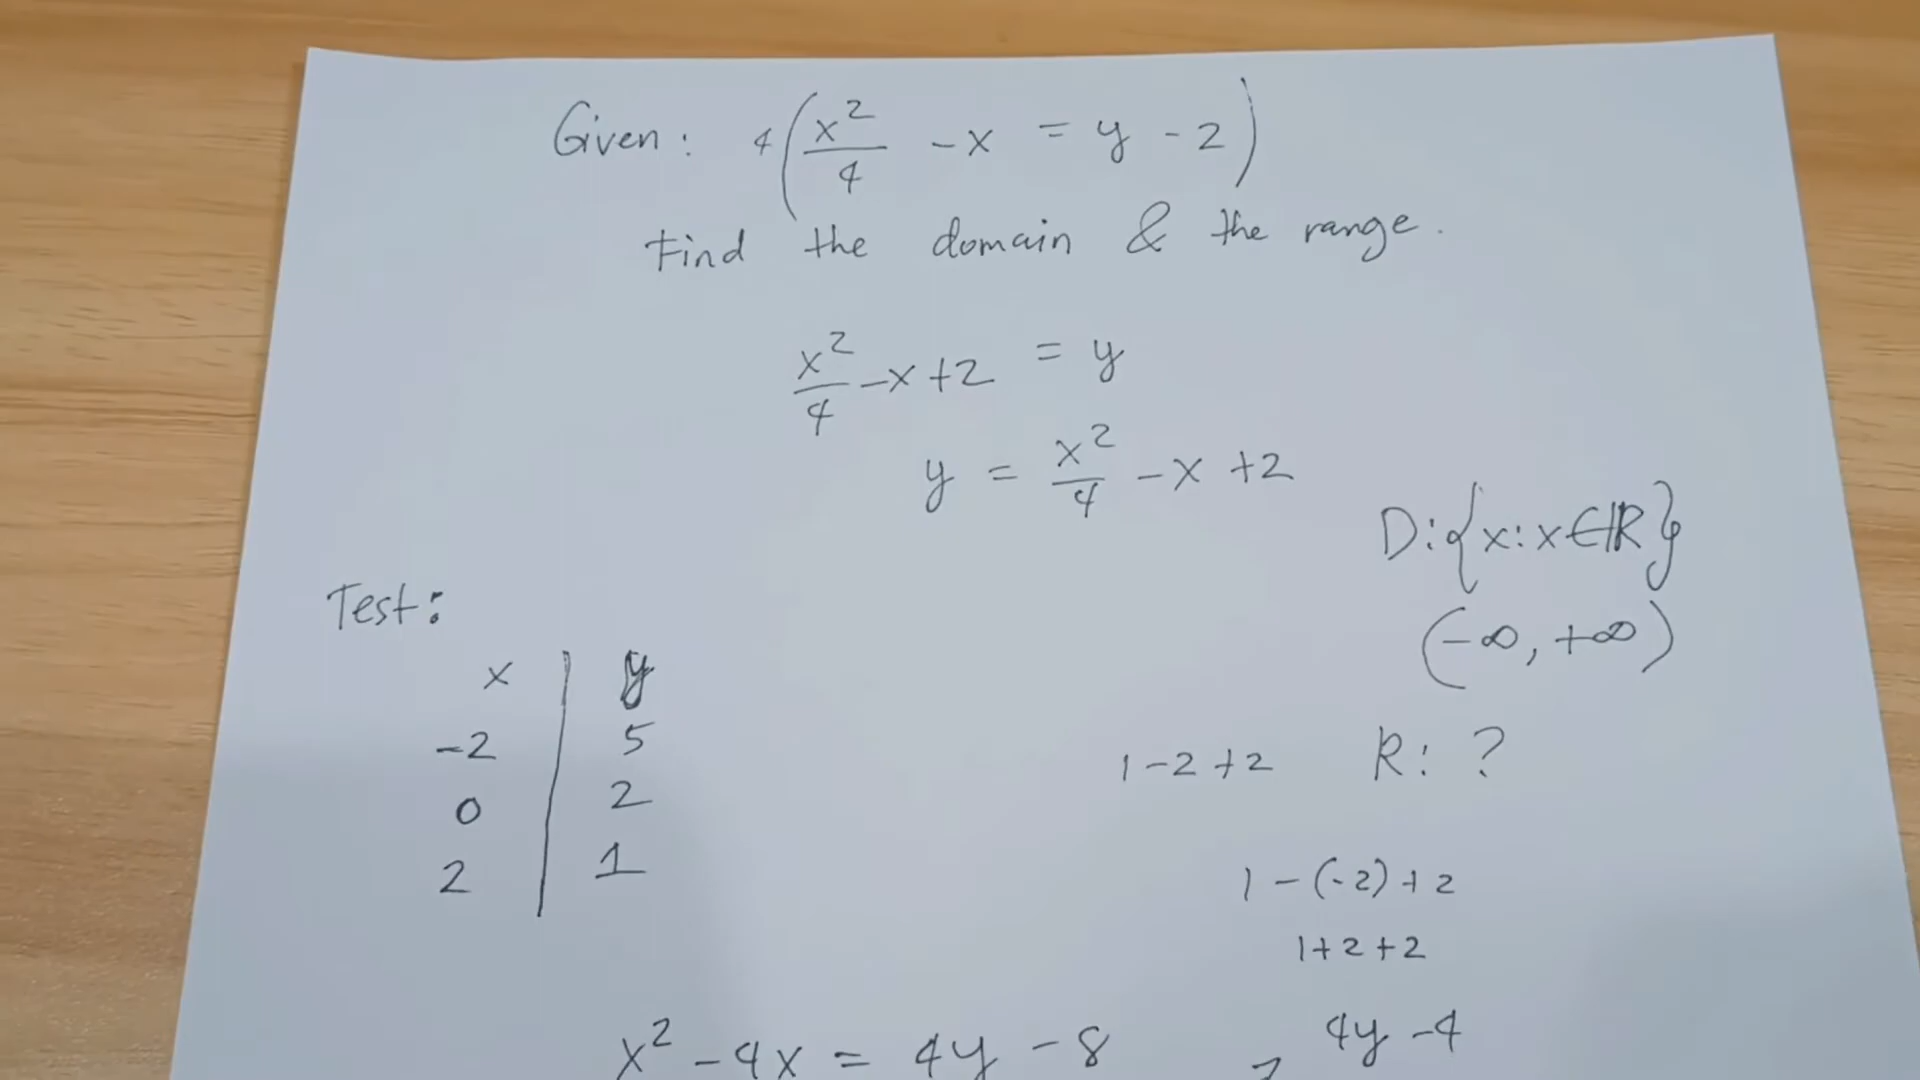 Given: 4(x²/4 - x = y - 2)
Find the domain & the range.
x²/4 - x + 2 = y
y = x²/4 - x + 2
D:{x:x∈ℝ}
(-∞, +∞)
Test:
x | y
-2 | 5
0 | 2
2 | 1
1 - 2 + 2
R: ?
1 - (-2) + 2
1 + 2 + 2
4y - 4
x² - 4x = 4y - 8